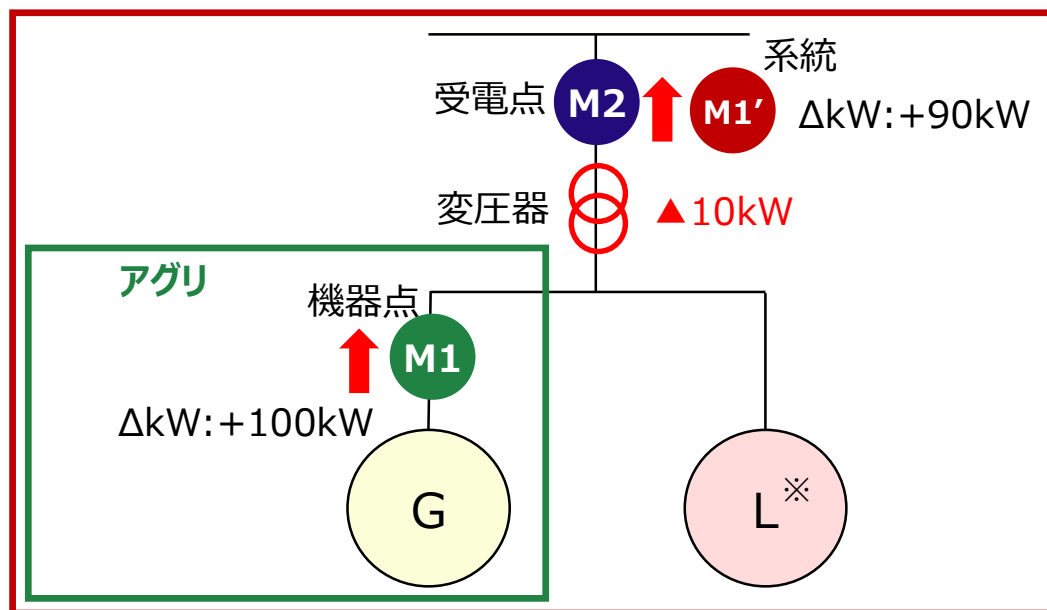 系統
受電点
M2
M1′
ΔkW:+90kW
変圧器
▲10kW
アグリ
機器点
M1
ΔkW:+100kW
G
L※